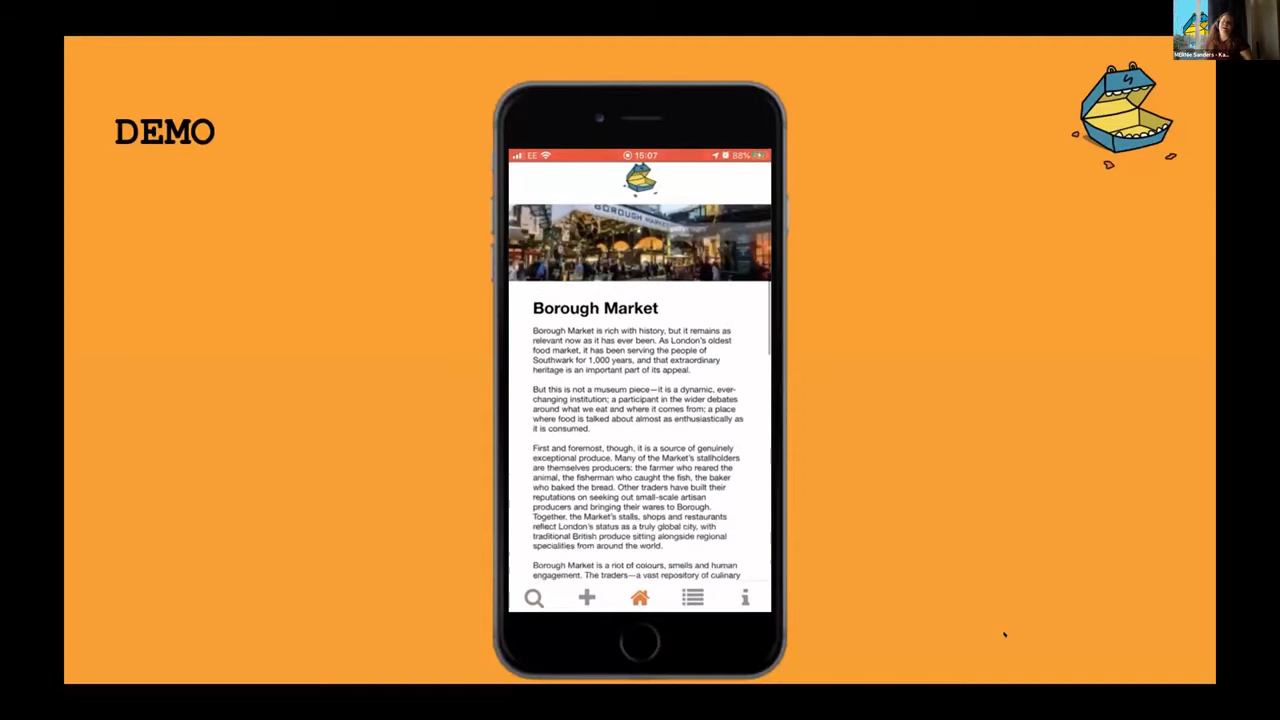 MBNite Sanders - Ka...
DEMO
EE
15:07
88%
BOROUGH MARKET
Borough Market
Borough Market is rich with history, but it remains as
relevant now as it has ever been. As London's oldest
food market, it has been serving the people of
Southwark for 1,000 years, and that extraordinary
heritage is an important part of its appeal.
But this is not a museum piece—it is a dynamic, ever-
changing institution; a participant in the wider debates
around what we eat and where it comes from; a place
where food is talked about almost as enthusiastically as
it is consumed.
First and foremost, though, it is a source of genuinely
exceptional produce. Many of the Market's stallholders
are themselves producers: the farmer who reared the
animal, the fisherman who caught the fish, the baker
who baked the bread. Other traders have built their
reputations on seeking out small-scale artisan
producers and bringing their wares to Borough.
Together, the Market's stalls, shops and restaurants
reflect London's status as a truly global city, with
traditional British produce sitting alongside regional
specialities from around the world.
Borough Market is a riot of colours, smells and human
engagement. The traders—a vast repository of culinary